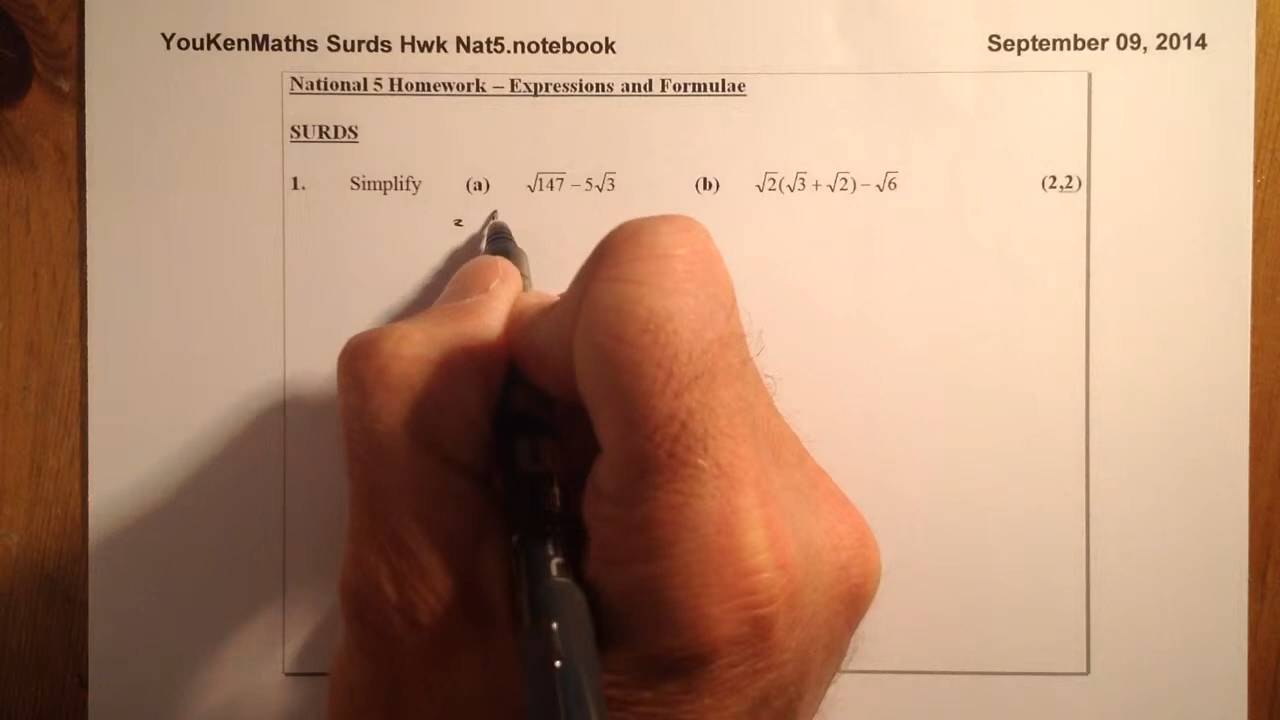 YouKenMaths Surds Hwk Nat5.notebook September 09, 2014
National 5 Homework – Expressions and Formulae
SURDS
1. Simplify (a) √147 – 5√3 (b) √2(√3 + √2) – √6 (2,2)
=